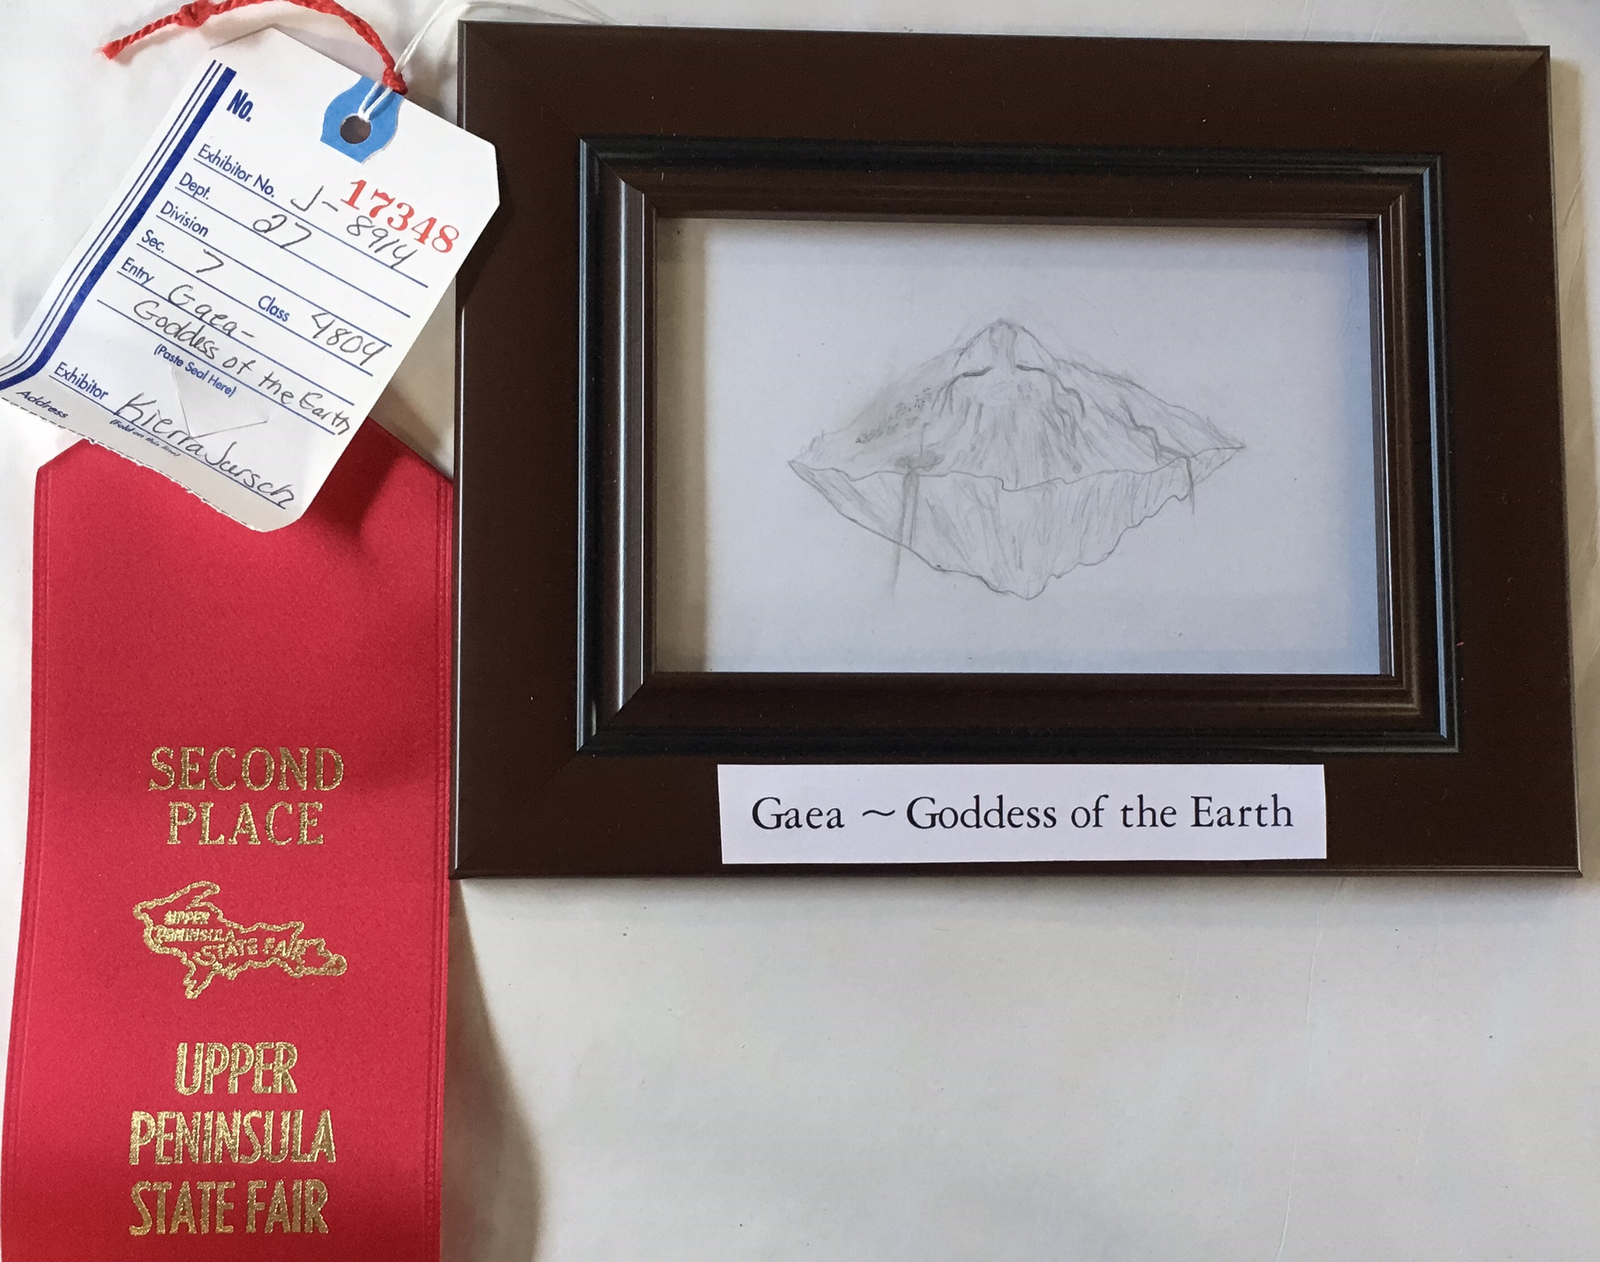 No.
17348
Exhibitor No. J-8914
Dept. 27
Division
Sec. 7 Class 4804
Entry Gaea-
Goddess of the Earth
(Paste Seal Here)
Exhibitor Kierra Jursch
Address
SECOND
PLACE
UPPER
PENINSULA
STATE FAIR
UPPER
PENINSULA
STATE FAIR
Gaea ~ Goddess of the Earth